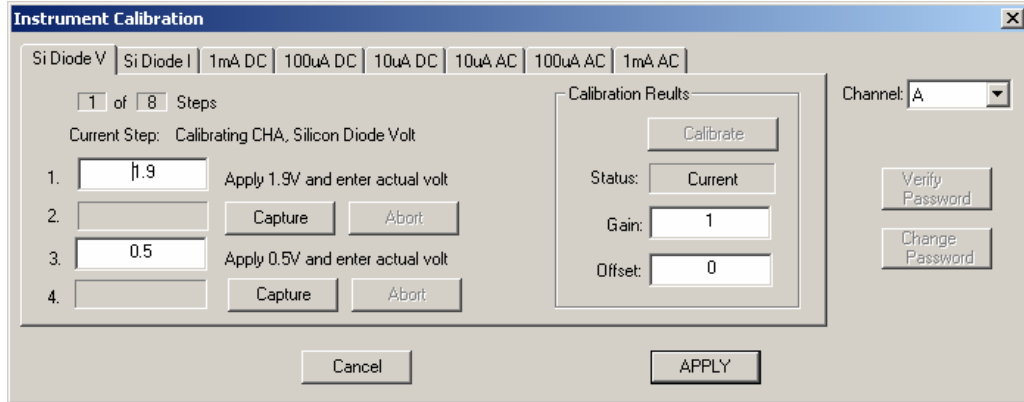 Instrument Calibration
Si Diode V Si Diode I 1mA DC 100uA DC 10uA DC 10uA AC 100uA AC 1mA AC
1 of 8 Steps
Current Step: Calibrating CHA, Silicon Diode Volt
1. 1.9 Apply 1.9V and enter actual volt
2. Capture Abort
3. 0.5 Apply 0.5V and enter actual volt
4. Capture Abort
Calibration Reults
Calibrate
Status: Current
Gain: 1
Offset: 0
Channel: A
Verify
Password
Change
Password
Cancel APPLY